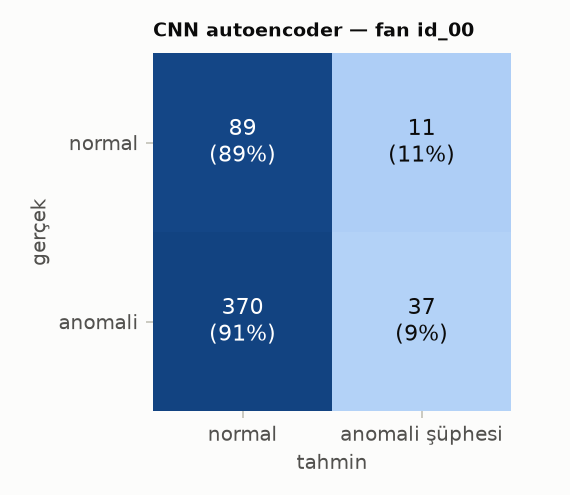 CNN autoencoder — fan id_00
gerçek
normal
89
(89%)
11
(11%)
anomali
370
(91%)
37
(9%)
normal
anomali şüphesi
tahmin